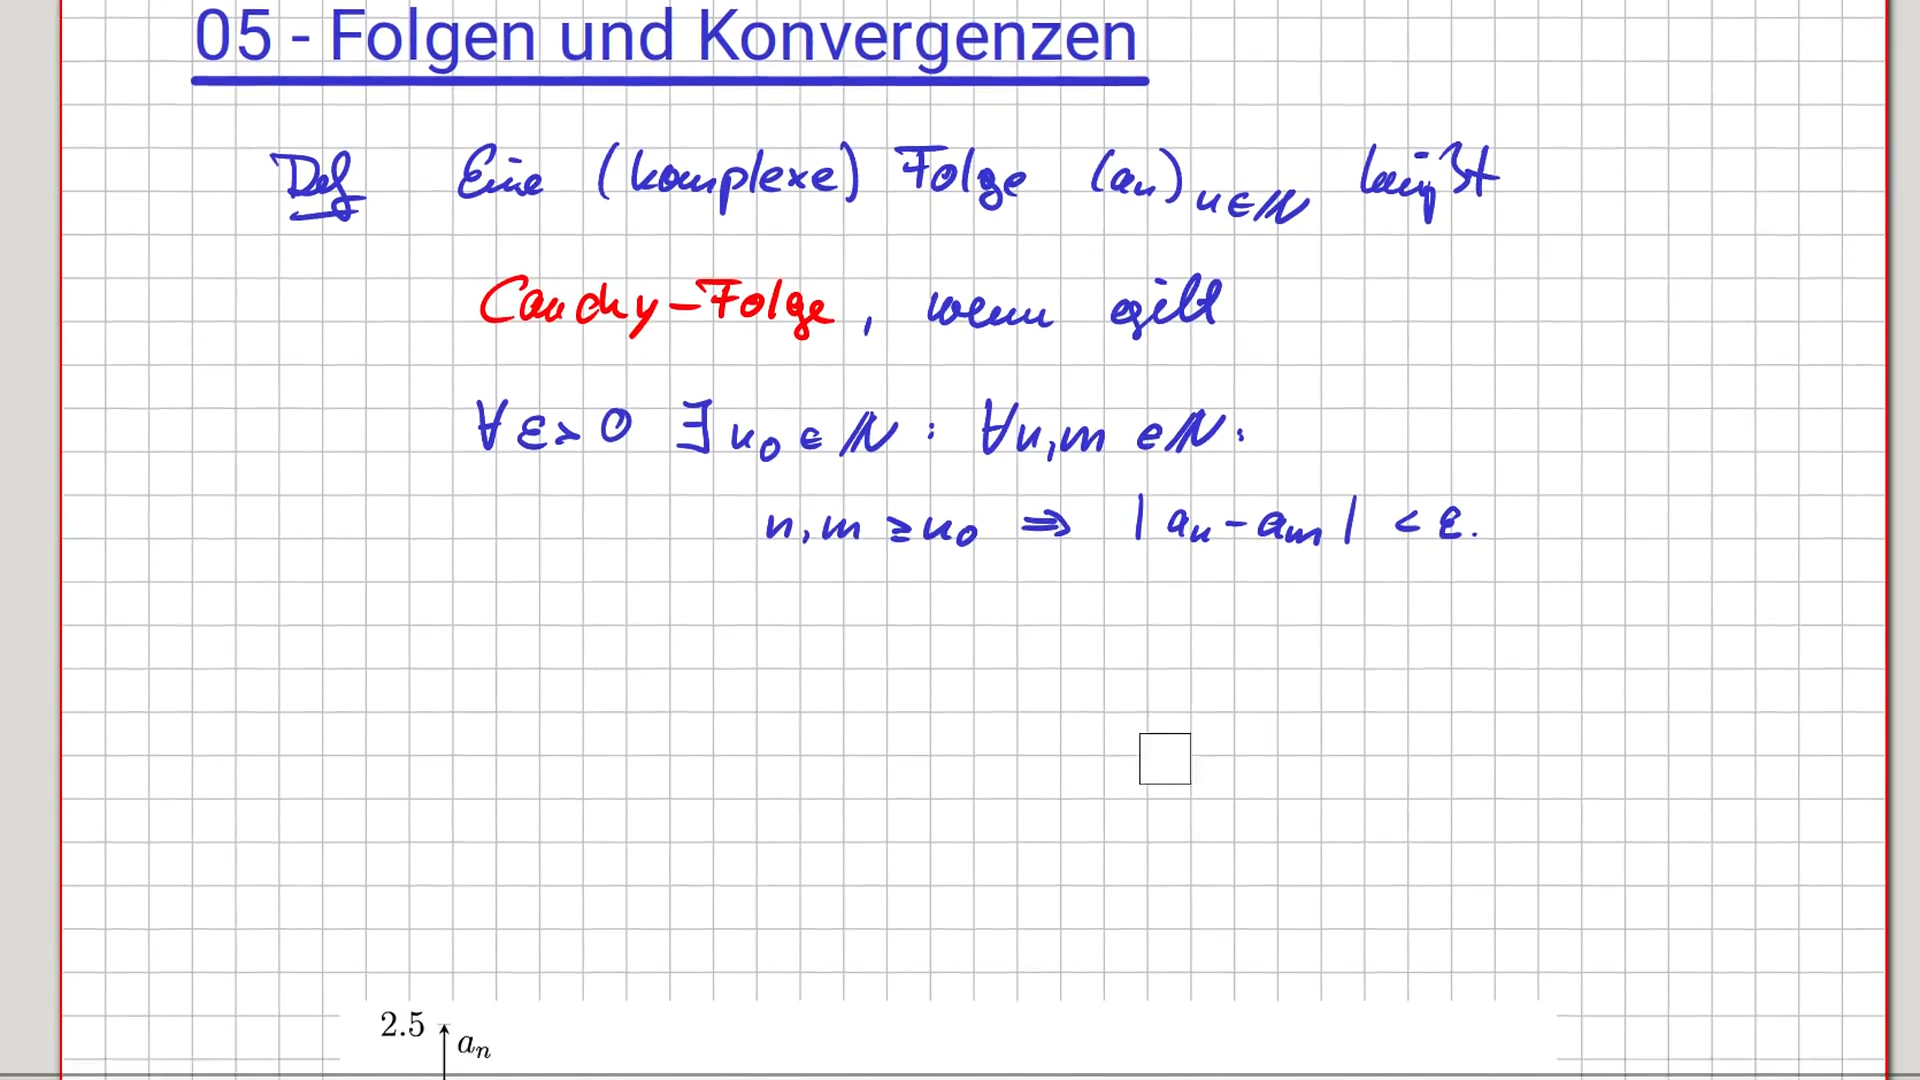 05 - Folgen und Konvergenzen
Def Eine (komplexe) Folge (aₙ)ₙ∈ℕ heißt
Cauchy-Folge, wenn gilt
∀ε>0 ∃n₀∈ℕ: ∀n,m∈ℕ:
n,m ≥ n₀ ⇒ |aₙ - aₘ| < ε.
2.5
aₙ